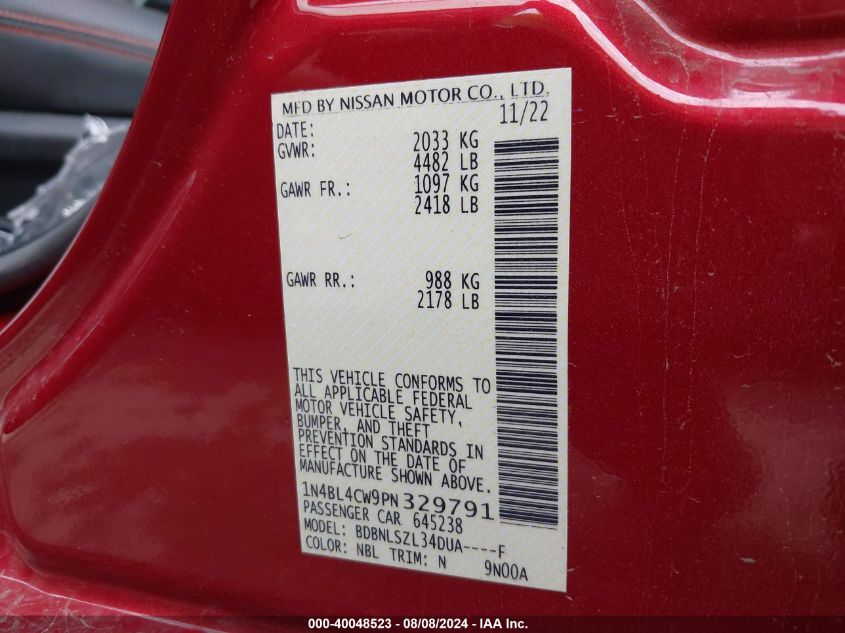 MFD BY NISSAN MOTOR CO., LTD.
DATE: 11/22
GVWR: 2033 KG
4482 LB
GAWR FR.: 1097 KG
2418 LB
GAWR RR.: 988 KG
2178 LB
THIS VEHICLE CONFORMS TO
ALL APPLICABLE FEDERAL
MOTOR VEHICLE SAFETY,
BUMPER, AND THEFT
PREVENTION STANDARDS IN
EFFECT ON THE DATE OF
MANUFACTURE SHOWN ABOVE.
1N4BL4CW9PN329791
PASSENGER CAR 645238
MODEL: BDBNLSZL34DUA----F
COLOR: NBL TRIM: N 9N00A
000-40048523 - 08/08/2024 - IAA Inc.